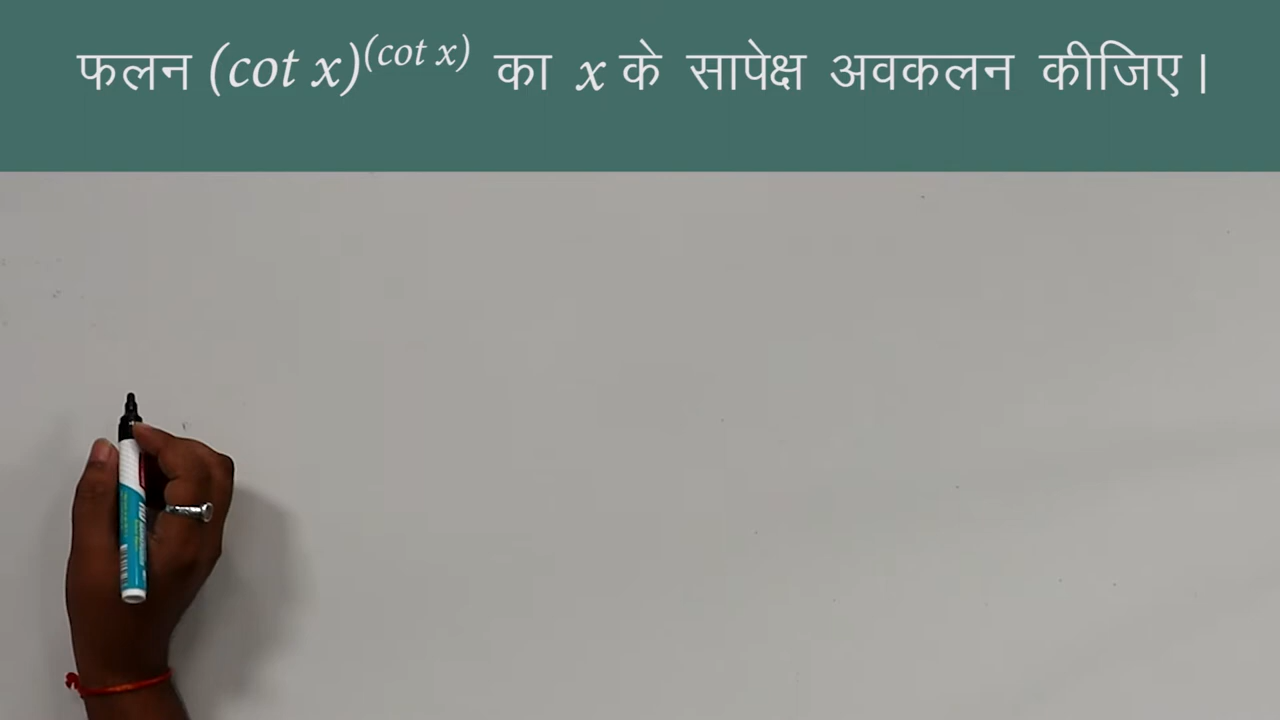 फलन (cot x)^(cot x) का x के सापेक्ष अवकलन कीजिए।